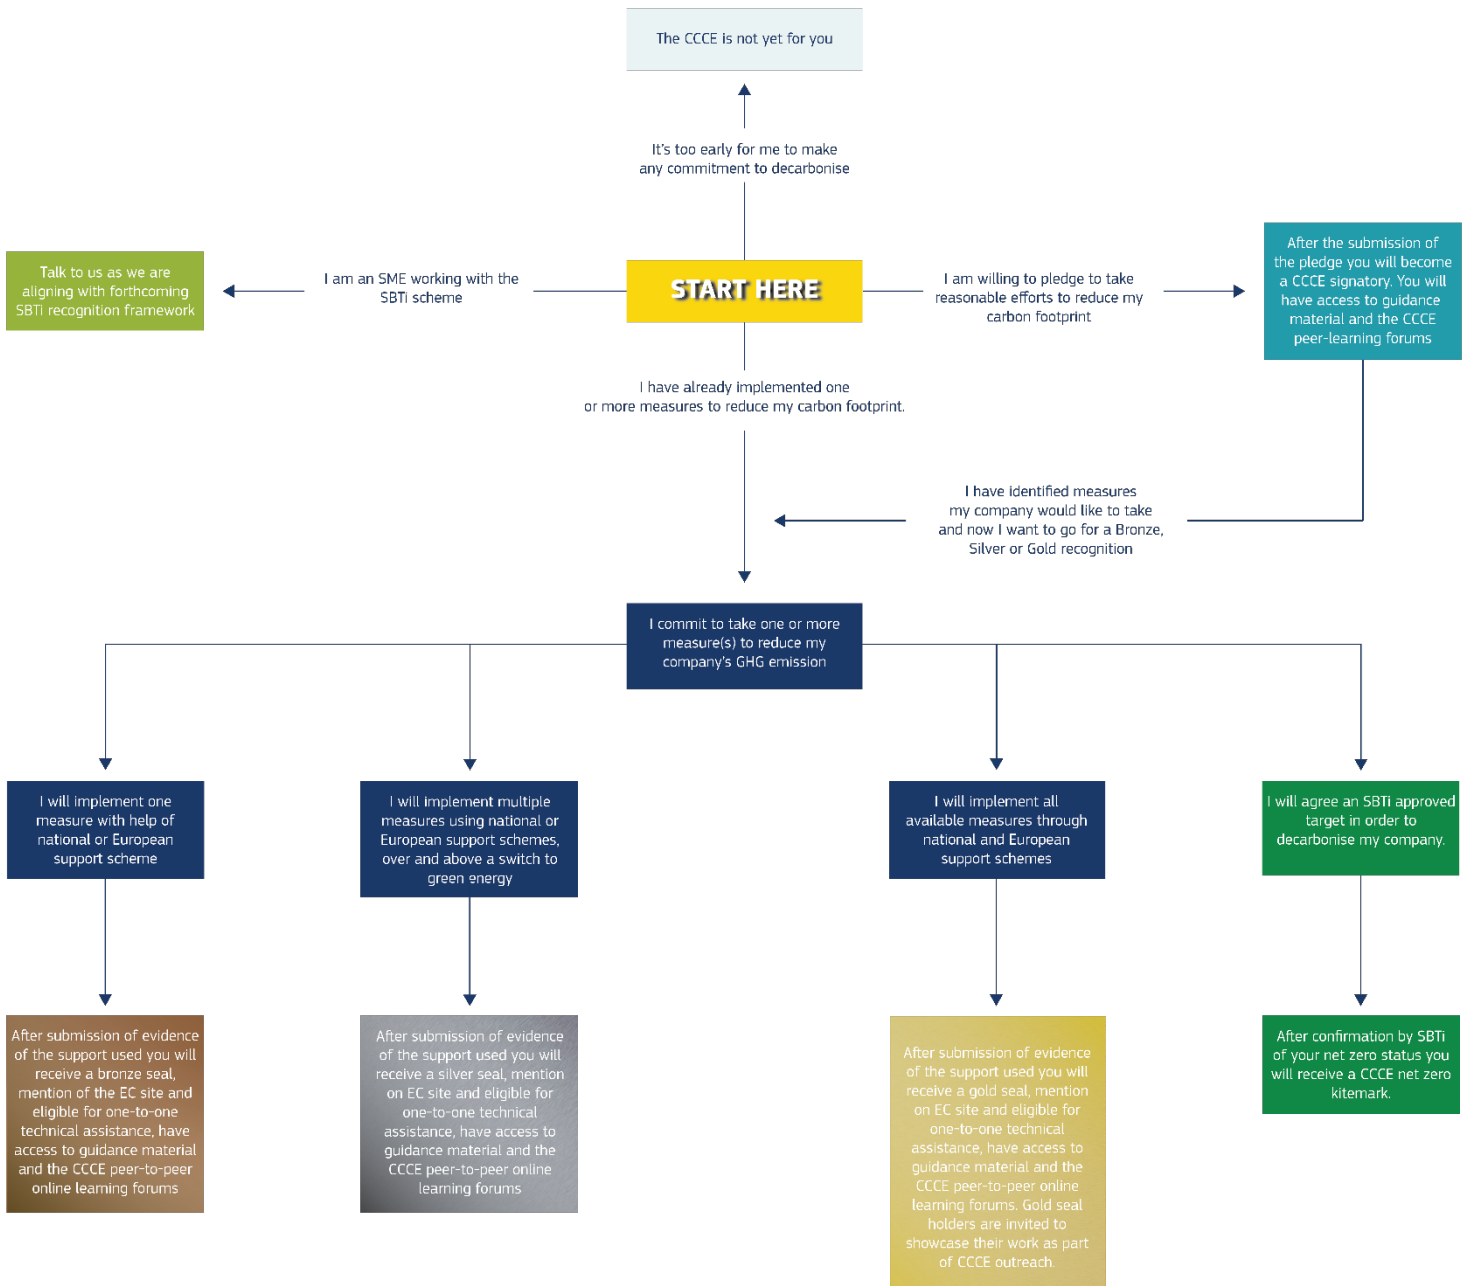 The CCCE is not yet for you
It's too early for me to make
any commitment to decarbonise
Talk to us as we are
aligning with forthcoming
SBTi recognition framework
I am an SME working with the
SBTi scheme
START HERE
I am willing to pledge to take
reasonable efforts to reduce my
carbon footprint
After the submission of
the pledge you will become
a CCCE signatory. You will
have access to guidance
material and the CCCE
peer-learning forums
I have already implemented one
or more measures to reduce my carbon footprint.
I have identified measures
my company would like to take
and now I want to go for a Bronze,
Silver or Gold recognition
I commit to take one or more
measure(s) to reduce my
company's GHG emission
I will implement one
measure with help of
national or European
support scheme
I will implement multiple
measures using national or
European support schemes,
over and above a switch to
green energy
I will implement all
available measures through
national and European
support schemes
I will agree an SBTi approved
target in order to
decarbonise my company.
After submission of evidence
of the support used you will
receive a bronze seal,
mention of the EC site and
eligible for one-to-one
technical assistance, have
access to guidance material
and the CCCE peer-to-peer
online learning forums
After submission of evidence
of the support used you will
receive a silver seal, mention
on EC site and eligible for
one-to-one technical
assistance, have access to
guidance material and the
CCCE peer-to-peer online
learning forums
After submission of evidence
of the support used you will
receive a gold seal, mention
on EC site and eligible for
one-to-one technical
assistance, have access to
guidance material and the
CCCE peer-to-peer online
learning forums. Gold seal
holders are invited to
showcase their work as part
of CCCE outreach.
After confirmation by SBTi
of your net zero status you
will receive a CCCE net zero
kitemark.